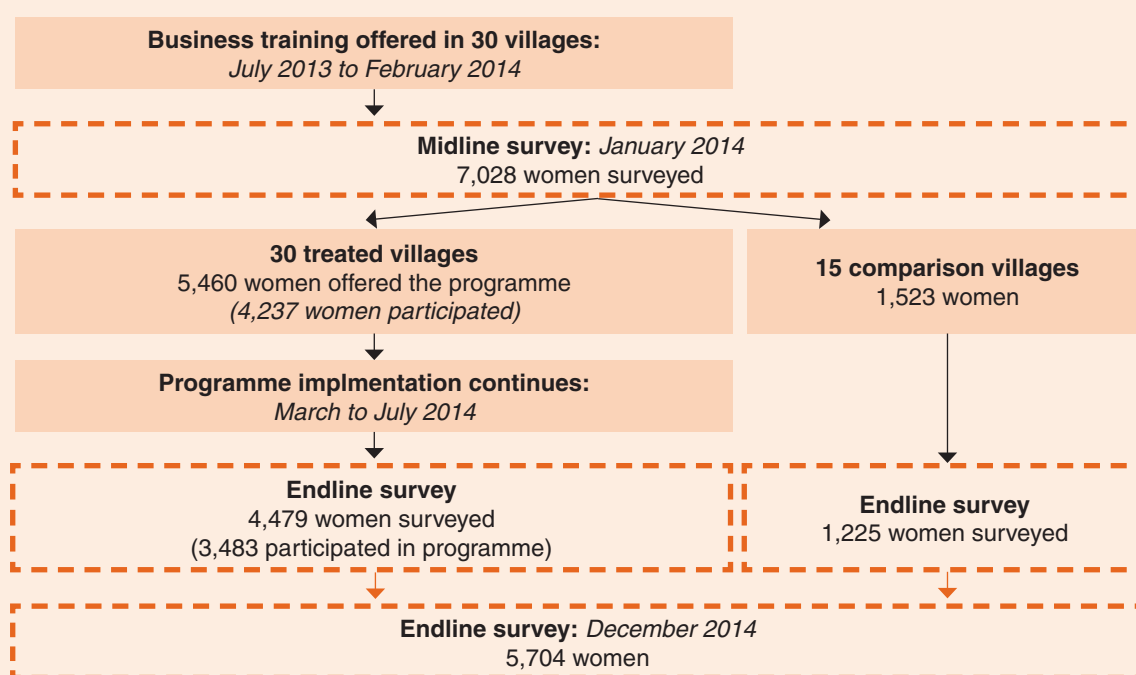 Business training offered in 30 villages:
July 2013 to February 2014
Midline survey: January 2014
7,028 women surveyed
30 treated villages
5,460 women offered the programme
(4,237 women participated)
15 comparison villages
1,523 women
Programme implmentation continues:
March to July 2014
Endline survey
4,479 women surveyed
(3,483 participated in programme)
Endline survey
1,225 women surveyed
Endline survey: December 2014
5,704 women